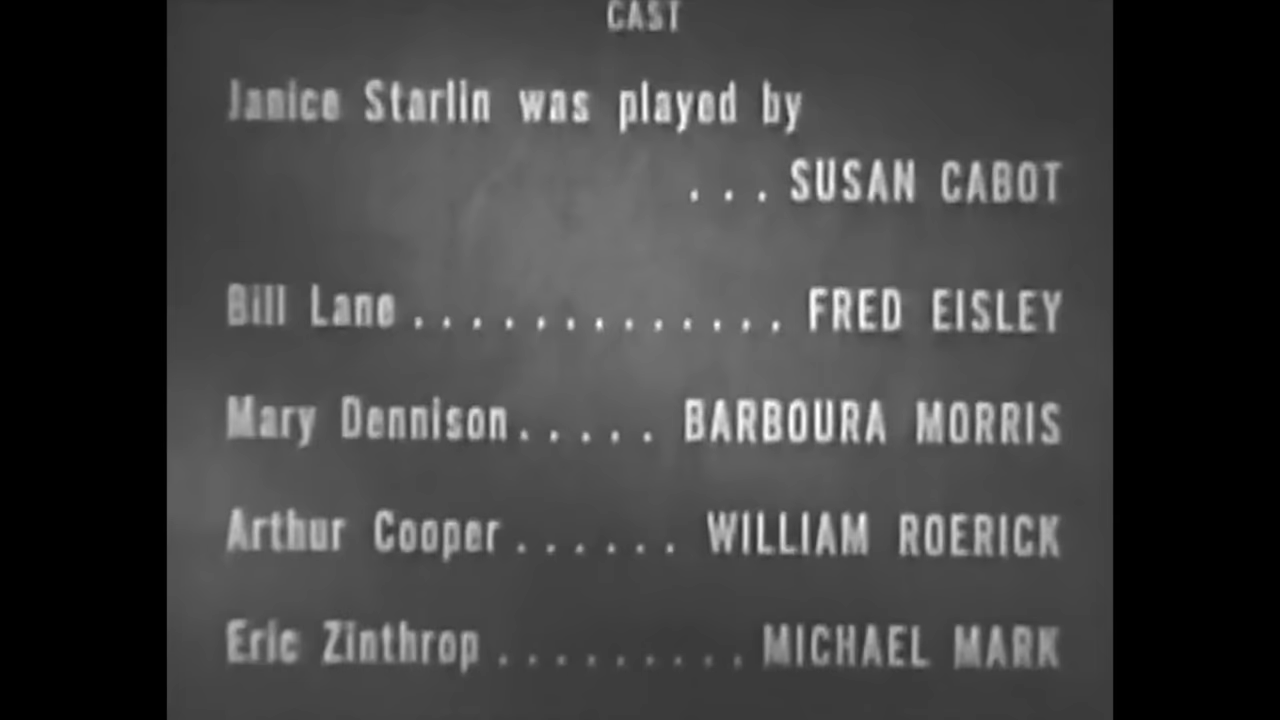 CAST
Janice Starlin was played by
. . . SUSAN CABOT
Bill Lane . . . . . . . . . . . . . FRED EISLEY
Mary Dennison . . . . . BARBOURA MORRIS
Arthur Cooper . . . . . . WILLIAM ROERICK
Eric Zinthrop . . . . . . . . . MICHAEL MARK